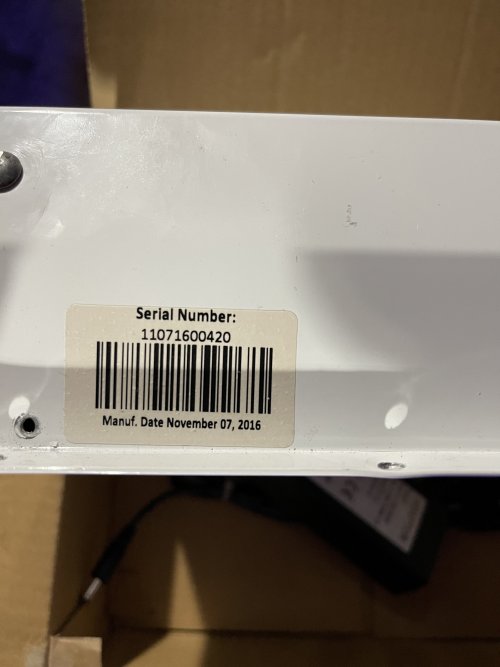 Serial Number:
11071600420
Manuf. Date November 07, 2016